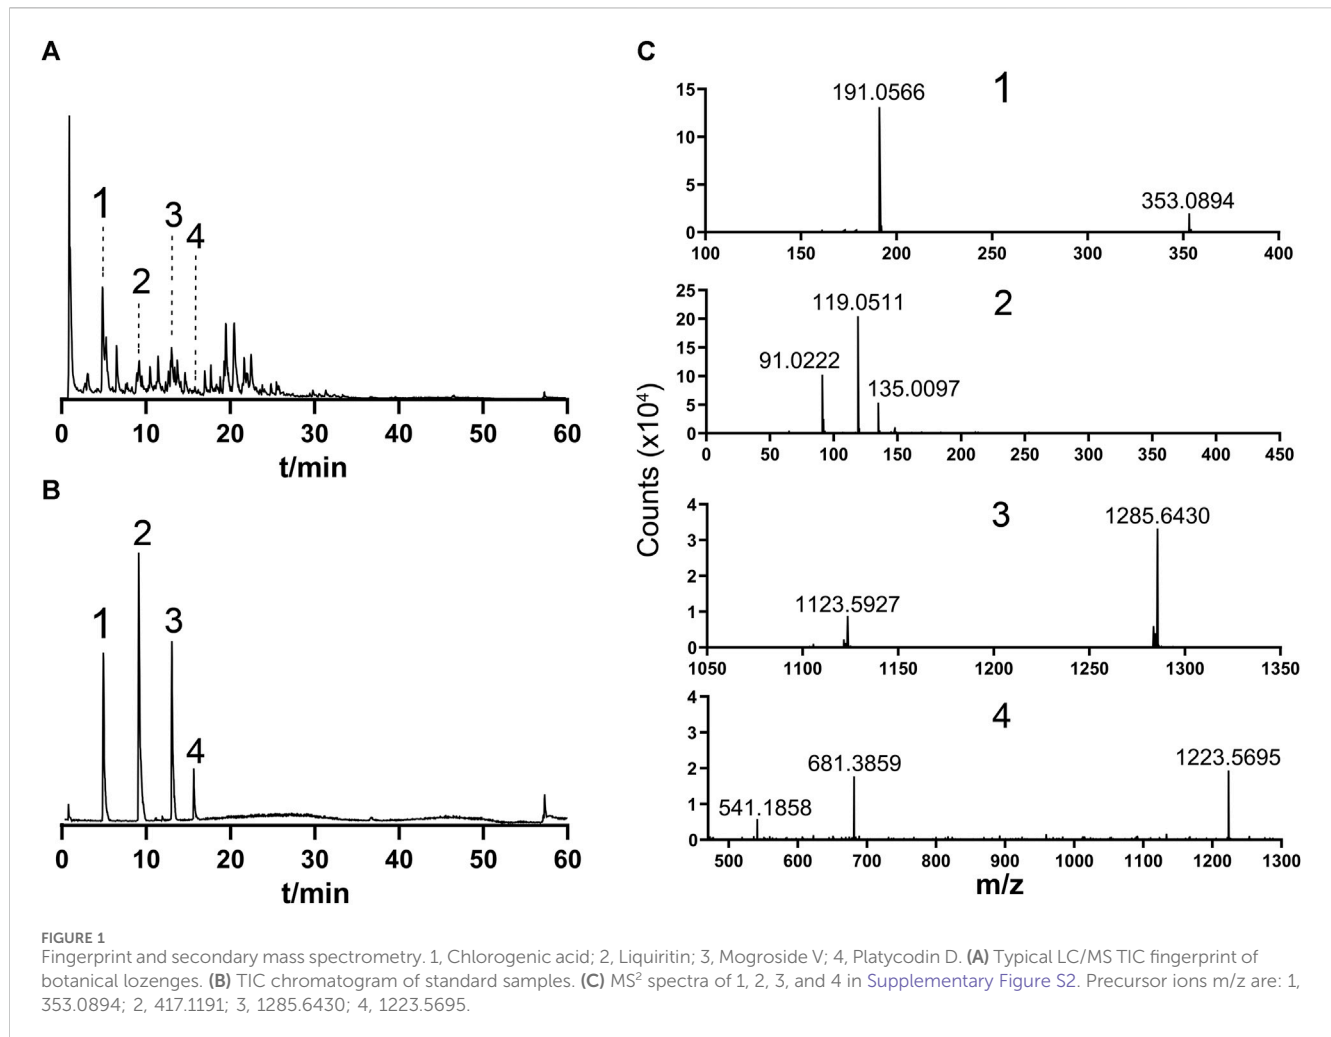 A
1
2
3
4
0 10 20 30 40 50 60
t/min
B
1
2
3
4
0 10 20 30 40 50 60
t/min
C
Counts (x10⁴)
1
191.0566
353.0894
15
10
5
0
100 150 200 250 300 350 400
2
119.0511
91.0222
135.0097
25
20
15
10
5
0
0 50 100 150 200 250 300 350 400 450
3
1285.6430
1123.5927
4
3
2
1
0
1050 1100 1150 1200 1250 1300 1350
4
1223.5695
681.3859
541.1858
4
3
2
1
0
500 600 700 800 900 1000 1100 1200 1300
m/z
FIGURE 1
Fingerprint and secondary mass spectrometry. 1, Chlorogenic acid; 2, Liquiritin; 3, Mogroside V; 4, Platycodin D. (A) Typical LC/MS TIC fingerprint of
botanical lozenges. (B) TIC chromatogram of standard samples. (C) MS² spectra of 1, 2, 3, and 4 in Supplementary Figure S2. Precursor ions m/z are: 1,
353.0894; 2, 417.1191; 3, 1285.6430; 4, 1223.5695.